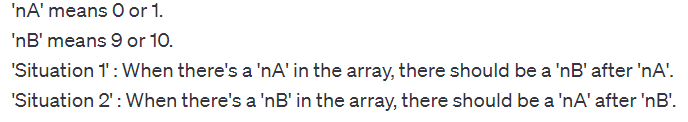 'nA' means 0 or 1.
'nB' means 9 or 10.
'Situation 1' : When there's a 'nA' in the array, there should be a 'nB' after 'nA'.
'Situation 2' : When there's a 'nB' in the array, there should be a 'nA' after 'nB'.